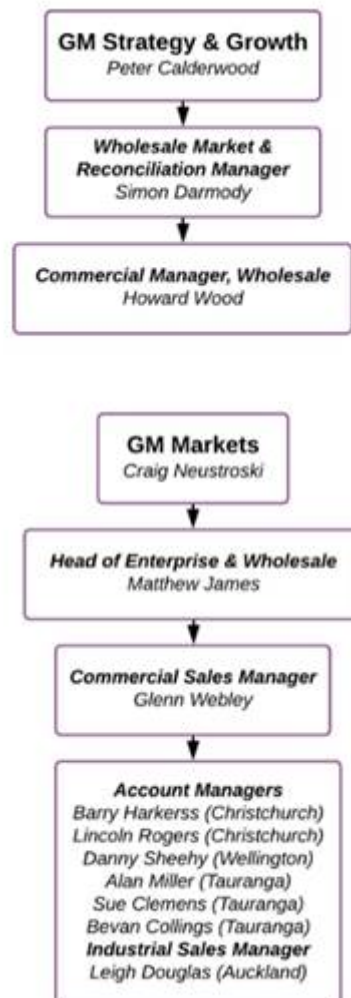 GM Strategy & Growth
Peter Calderwood
Wholesale Market &
Reconciliation Manager
Simon Darmody
Commercial Manager, Wholesale
Howard Wood
GM Markets
Craig Neustroski
Head of Enterprise & Wholesale
Matthew James
Commercial Sales Manager
Glenn Webley
Account Managers
Barry Harkerss (Christchurch)
Lincoln Rogers (Christchurch)
Danny Sheehy (Wellington)
Alan Miller (Tauranga)
Sue Clemens (Tauranga)
Bevan Collings (Tauranga)
Industrial Sales Manager
Leigh Douglas (Auckland)